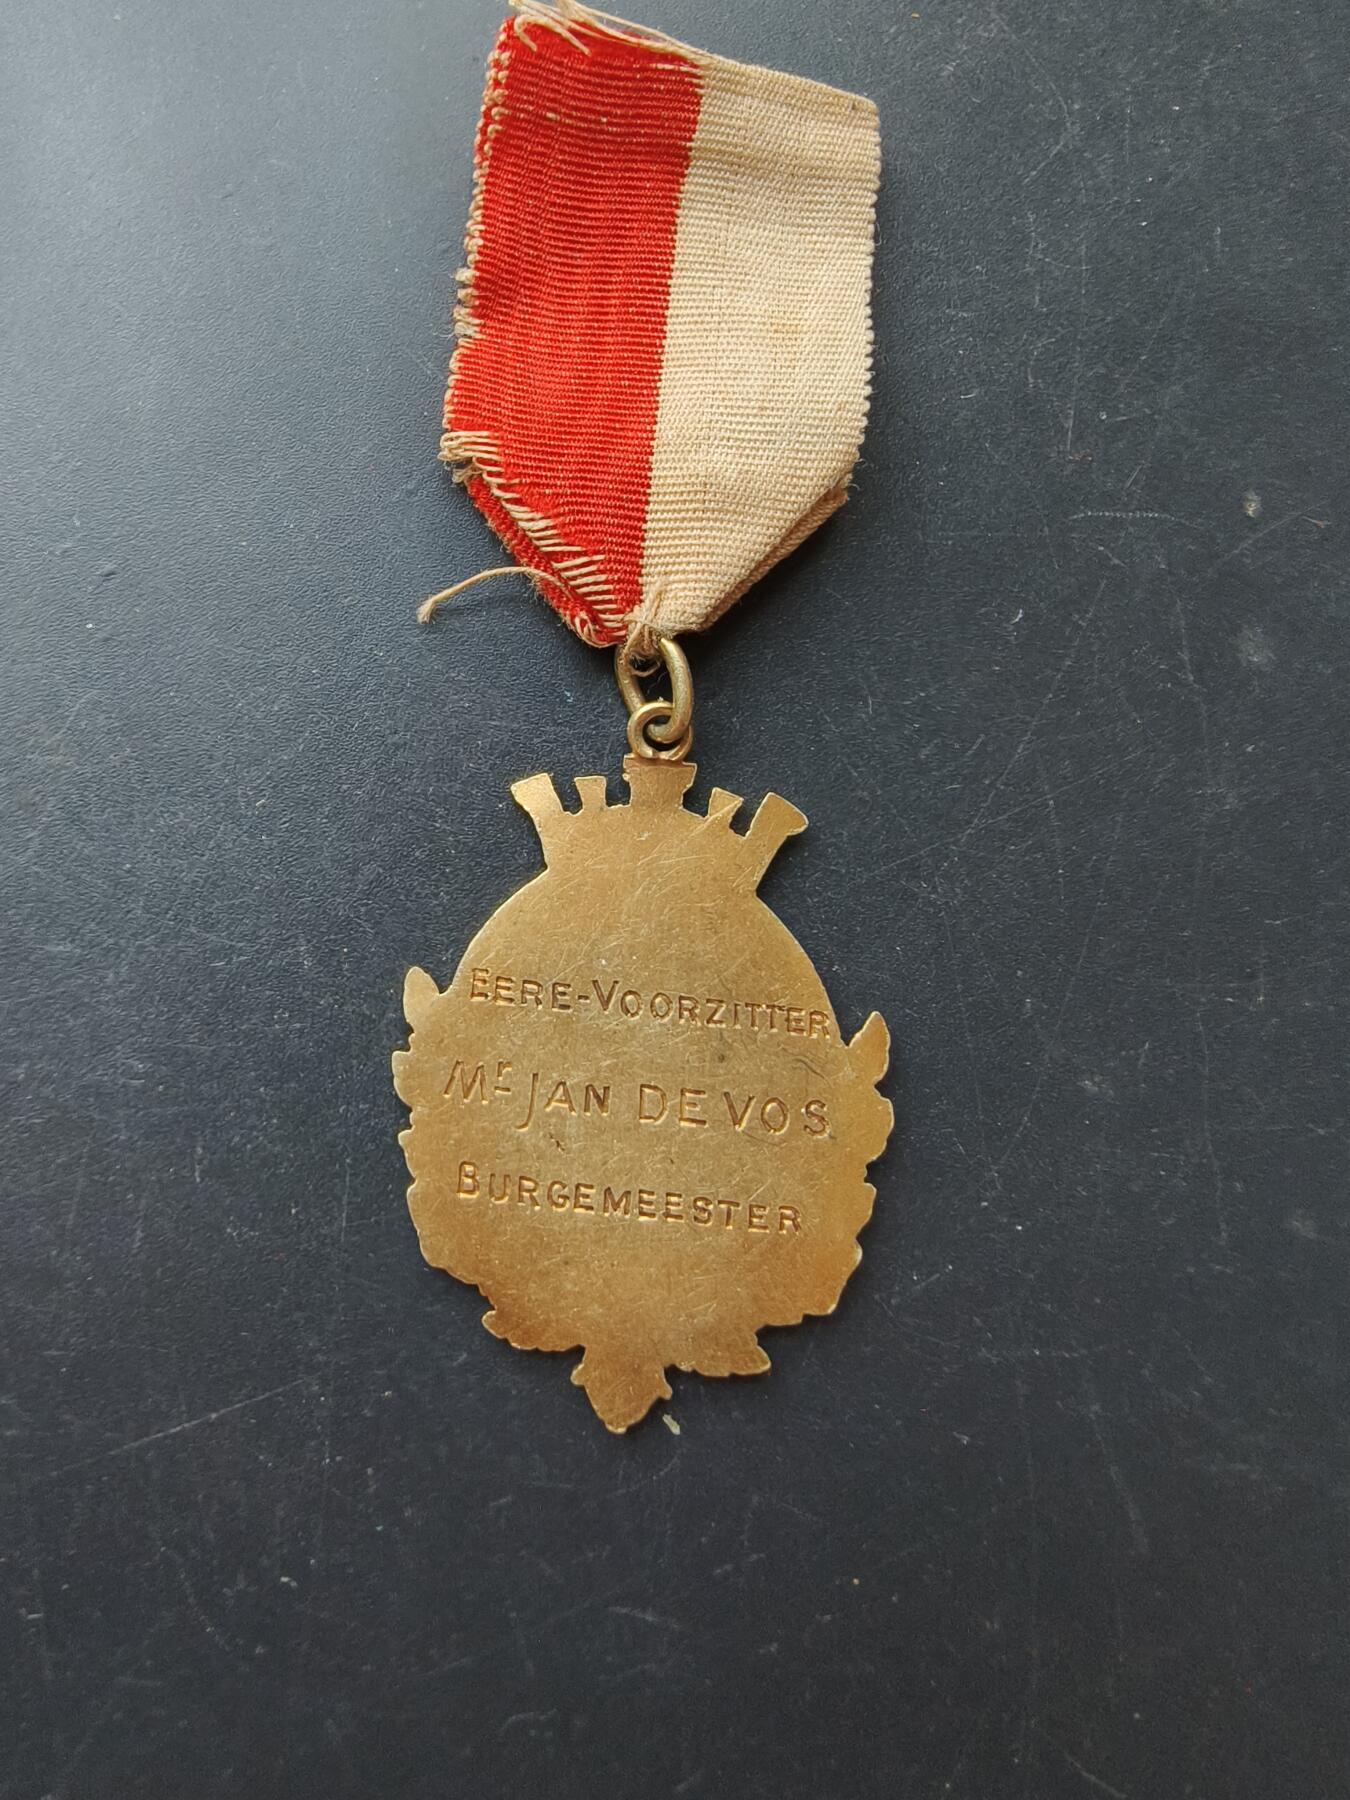 EERE-VOORZITTER
Mr JAN DE VOS
BURGEMEESTER